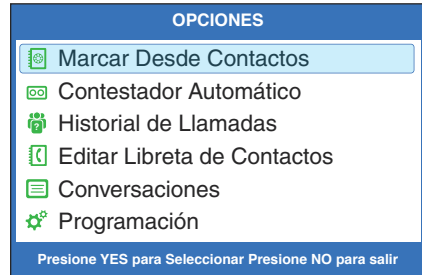 OPCIONES
Marcar Desde Contactos
Contestador Automático
Historial de Llamadas
Editar Libreta de Contactos
Conversaciones
Programación
Presione YES para Seleccionar Presione NO para salir